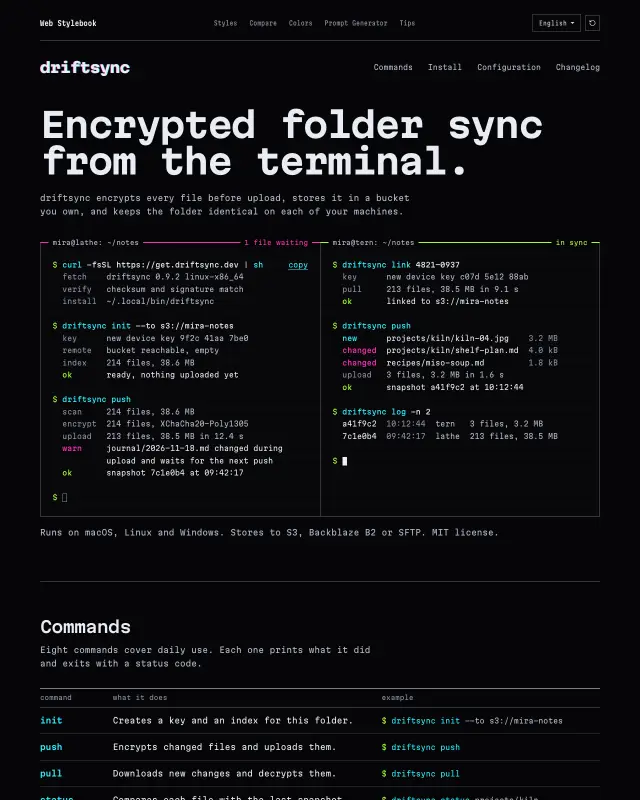 Web Stylebook
Styles Compare Colors Prompt Generator Tips
English
driftsync
Commands Install Configuration Changelog
Encrypted folder sync
from the terminal.
driftsync encrypts every file before upload, stores it in a bucket
you own, and keeps the folder identical on each of your machines.
mira@lathe: ~/notes 1 file waiting
$ curl -fsSL https://get.driftsync.dev | sh copy
fetch driftsync 0.9.2 linux-x86_64
verify checksum and signature match
install ~/.local/bin/driftsync
$ driftsync init --to s3://mira-notes
key new device key 9f2c 41aa 7be0
remote bucket reachable, empty
index 214 files, 38.6 MB
ok ready, nothing uploaded yet
$ driftsync push
scan 214 files, 38.6 MB
encrypt 214 files, XChaCha20-Poly1305
upload 213 files, 38.5 MB in 12.4 s
warn journal/2026-11-18.md changed during
upload and waits for the next push
ok snapshot 7c1e0b4 at 09:42:17
$
mira@tern: ~/notes in sync
$ driftsync link 4821-0937
key new device key c07d 5e12 88ab
pull 213 files, 38.5 MB in 9.1 s
ok linked to s3://mira-notes
$ driftsync push
new projects/kiln/kiln-04.jpg 3.2 MB
changed projects/kiln/shelf-plan.md 4.0 kB
changed recipes/miso-soup.md 1.8 kB
upload 3 files, 3.2 MB in 1.6 s
ok snapshot a41f9c2 at 10:12:44
$ driftsync log -n 2
a41f9c2 10:12:44 tern 3 files, 3.2 MB
7c1e0b4 09:42:17 lathe 213 files, 38.5 MB
$
Runs on macOS, Linux and Windows. Stores to S3, Backblaze B2 or SFTP. MIT license.
Commands
Eight commands cover daily use. Each one prints what it did
and exits with a status code.
command what it does example
init Creates a key and an index for this folder. $ driftsync init --to s3://mira-notes
push Encrypts changed files and uploads them. $ driftsync push
pull Downloads new changes and decrypts them. $ driftsync pull
status Compares each file with the last snapshot. $ driftsync status projects/kiln